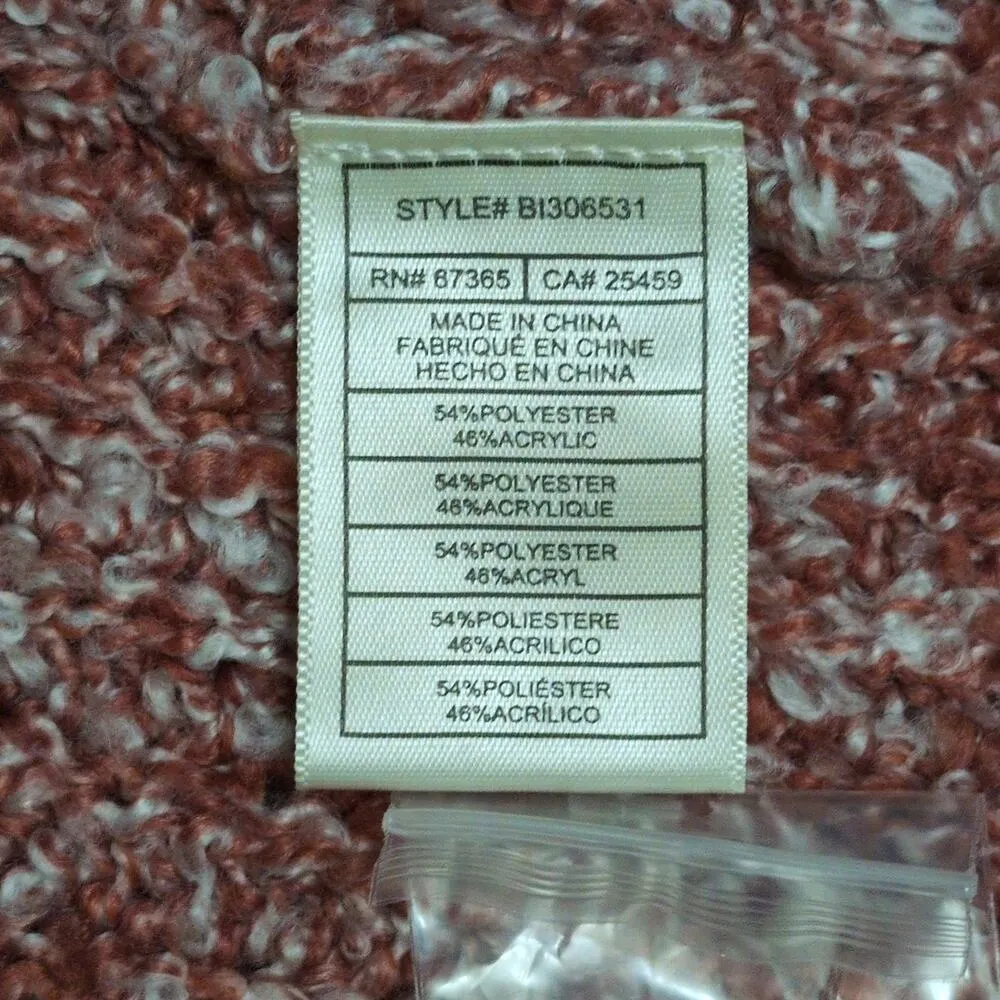 STYLE# BI306531
RN# 67365 CA# 25459
MADE IN CHINA
FABRIQUÉ EN CHINE
HECHO EN CHINA
54%POLYESTER
46%ACRYLIC
54%POLYESTER
46%ACRYLIQUE
54%POLYESTER
46%ACRYL
54%POLIESTERE
46%ACRILICO
54%POLIÉSTER
46%ACRÍLICO